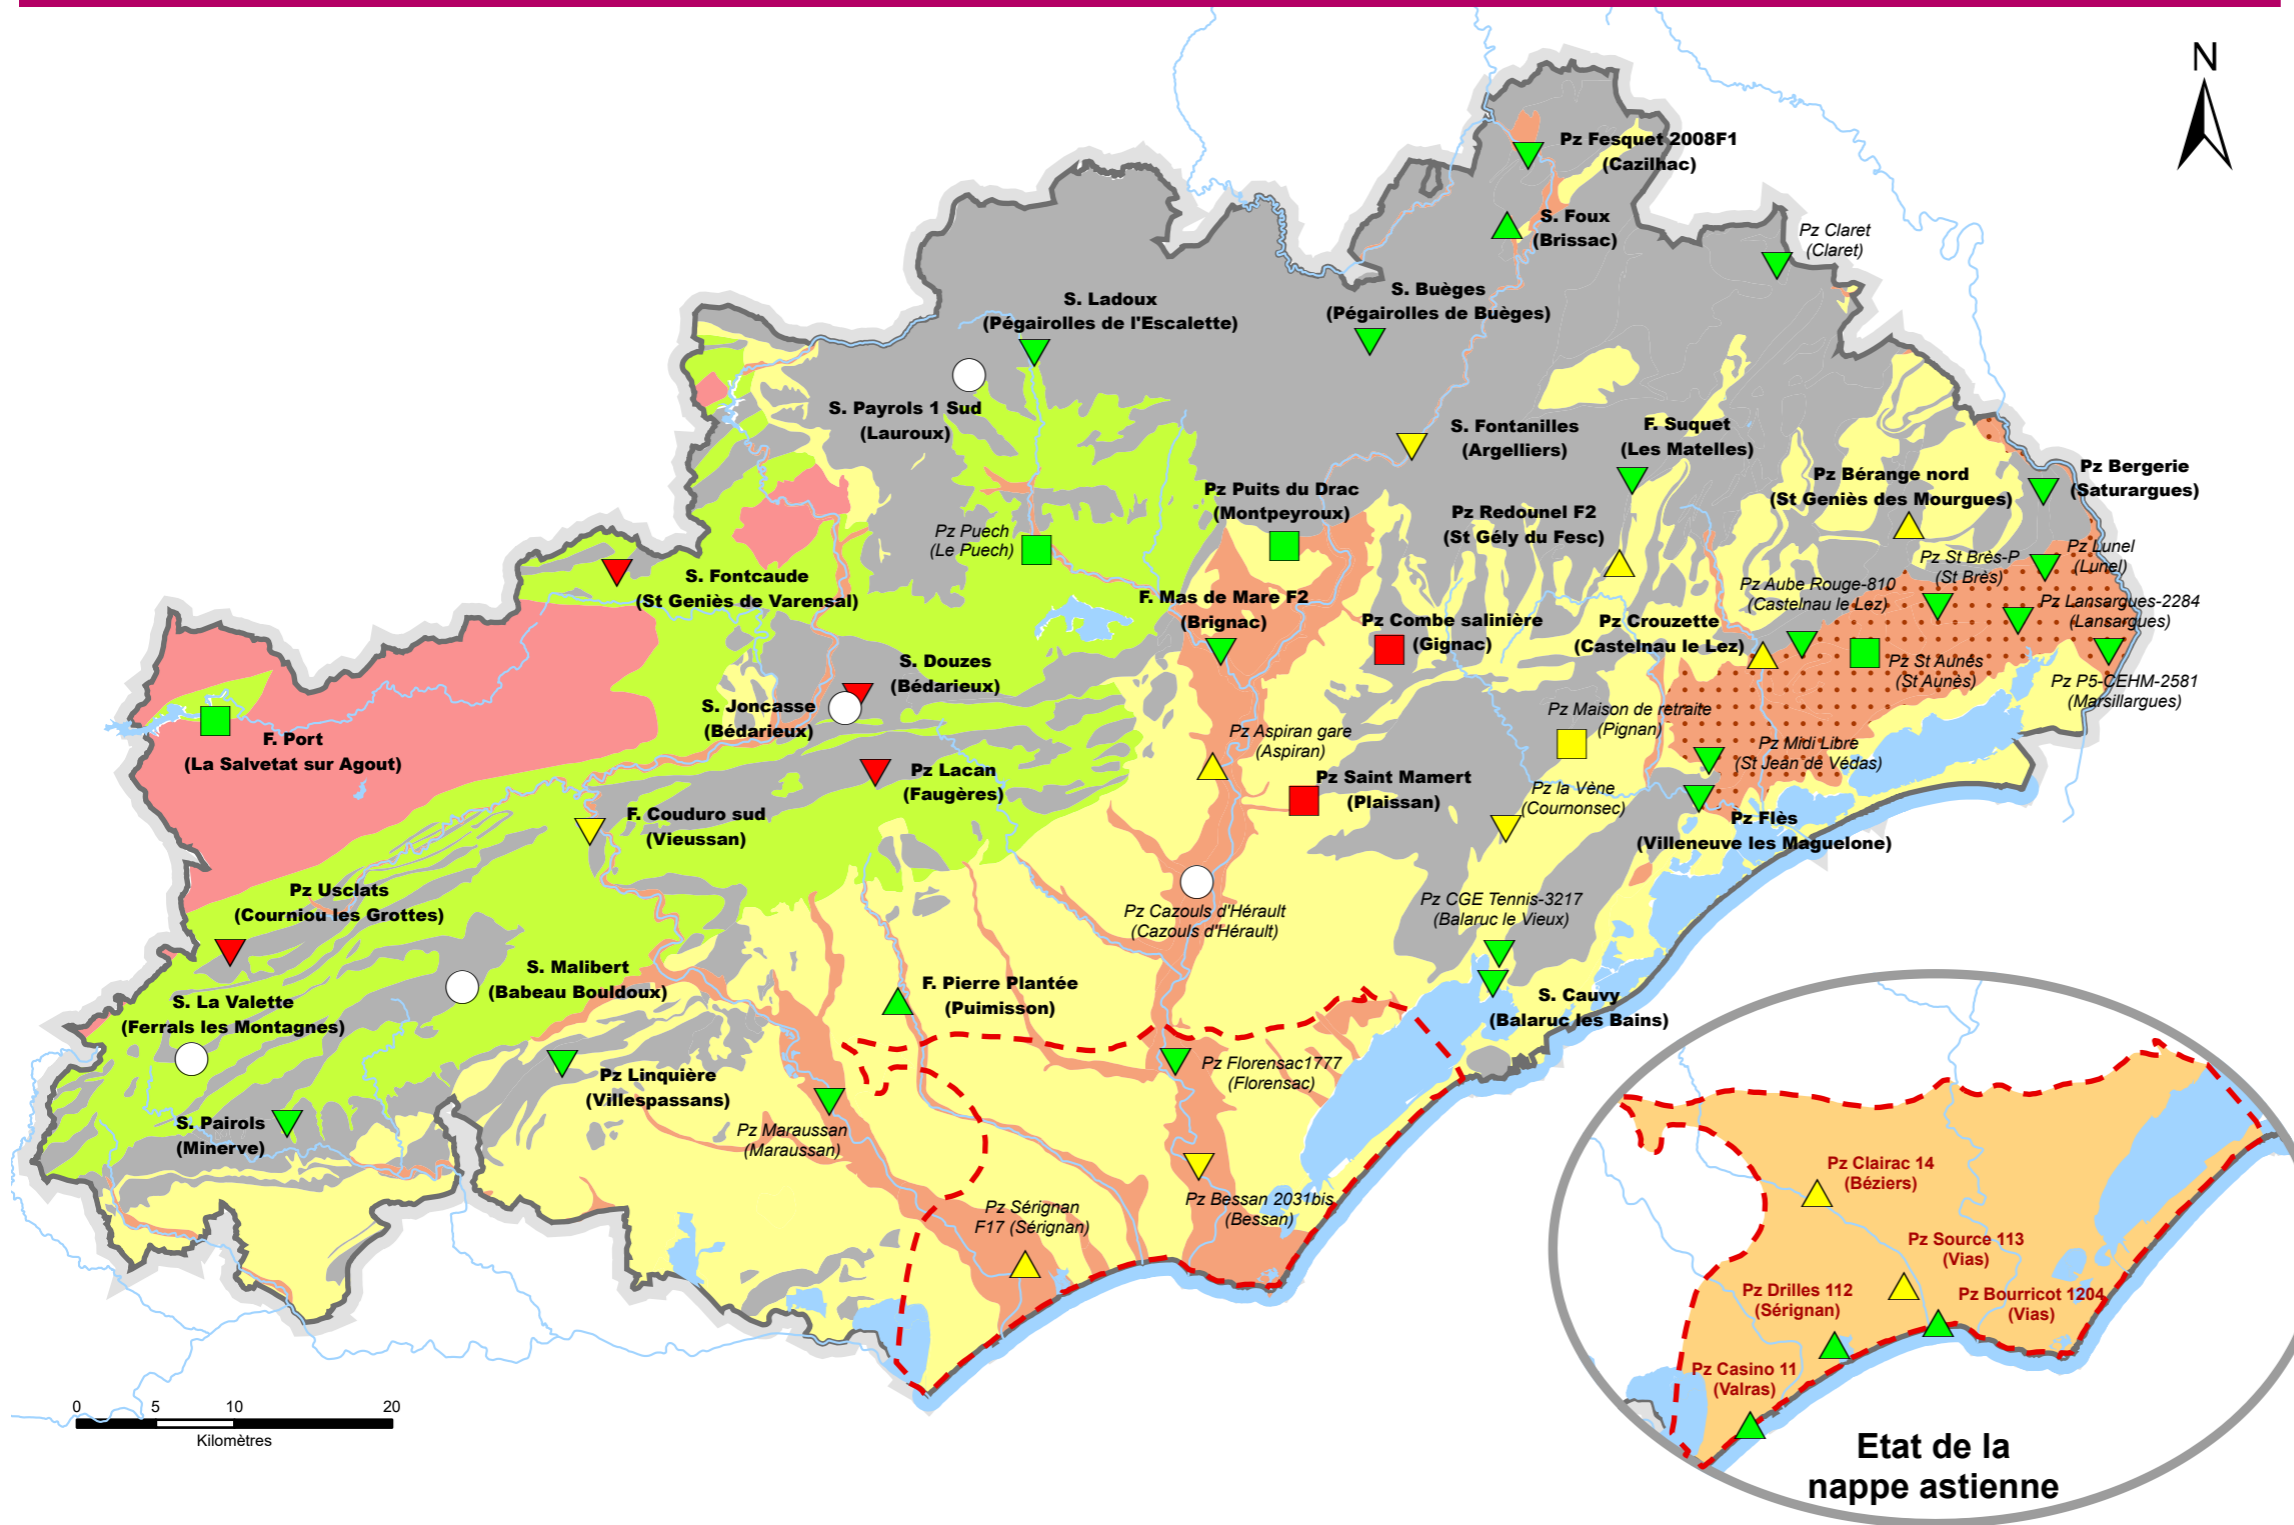 N
Pz Fesquet 2008F1
(Cazilhac)
S. Foux
(Brissac)
Pz Claret
(Claret)
S. Ladoux
(Pégairolles de l'Escalette)
S. Buèges
(Pégairolles de Buèges)
S. Payrols 1 Sud
(Lauroux)
S. Fontanilles
(Argelliers)
F. Suquet
(Les Matelles)
Pz Bérange nord
(St Geniès des Mourgues)
Pz Bergerie
(Saturargues)
Pz Puits du Drac
(Montpeyroux)
Pz Redounel F2
(St Gély du Fesc)
Pz Puech
(Le Puech)
Pz St Brès-P
(St Brès)
Pz Lunel
(Lunel)
S. Fontcaude
(St Geniès de Varensal)
Pz Aube Rouge-810
(Castelnau le Lez)
F. Mas de Mare F2
(Brignac)
Pz Lansargues-2284
(Lansargues)
Pz Combe salinière
(Gignac)
Pz Crouzette
(Castelnau le Lez)
S. Douzes
(Bédarieux)
Pz St Aunés
(St Aunès)
Pz P5-CEHM-2581
(Marsillargues)
S. Joncasse
(Bédarieux)
Pz Maison de retraite
(Pignan)
F. Port
(La Salvetat sur Agout)
Pz Aspiran gare
(Aspiran)
Pz Midi Libre
(St Jean de Védas)
Pz Lacan
(Faugères)
Pz Saint Mamert
(Plaissan)
Pz la Vène
(Cournonsec)
F. Couduro sud
(Vieussan)
Pz Flès
(Villeneuve les Maguelone)
Pz Usclats
(Courniou les Grottes)
Pz Cazouls d'Hérault
(Cazouls d'Hérault)
Pz CGE Tennis-3217
(Balaruc le Vieux)
S. Malibert
(Babeau Bouldoux)
F. Pierre Plantée
(Puimisson)
S. La Valette
(Ferrals les Montagnes)
S. Cauvy
(Balaruc les Bains)
Pz Linquière
(Villespassans)
Pz Florensac1777
(Florensac)
S. Pairols
(Minerve)
Pz Maraussan
(Maraussan)
Pz Sérignan
F17 (Sérignan)
Pz Bessan 2031bis
(Bessan)
Pz Clairac 14
(Béziers)
Pz Source 113
(Vias)
Pz Drilles 112
(Sérignan)
Pz Bourricot 1204
(Vias)
Pz Casino 11
(Valras)
Etat de la
nappe astienne
0 5 10 20
Kilomètres